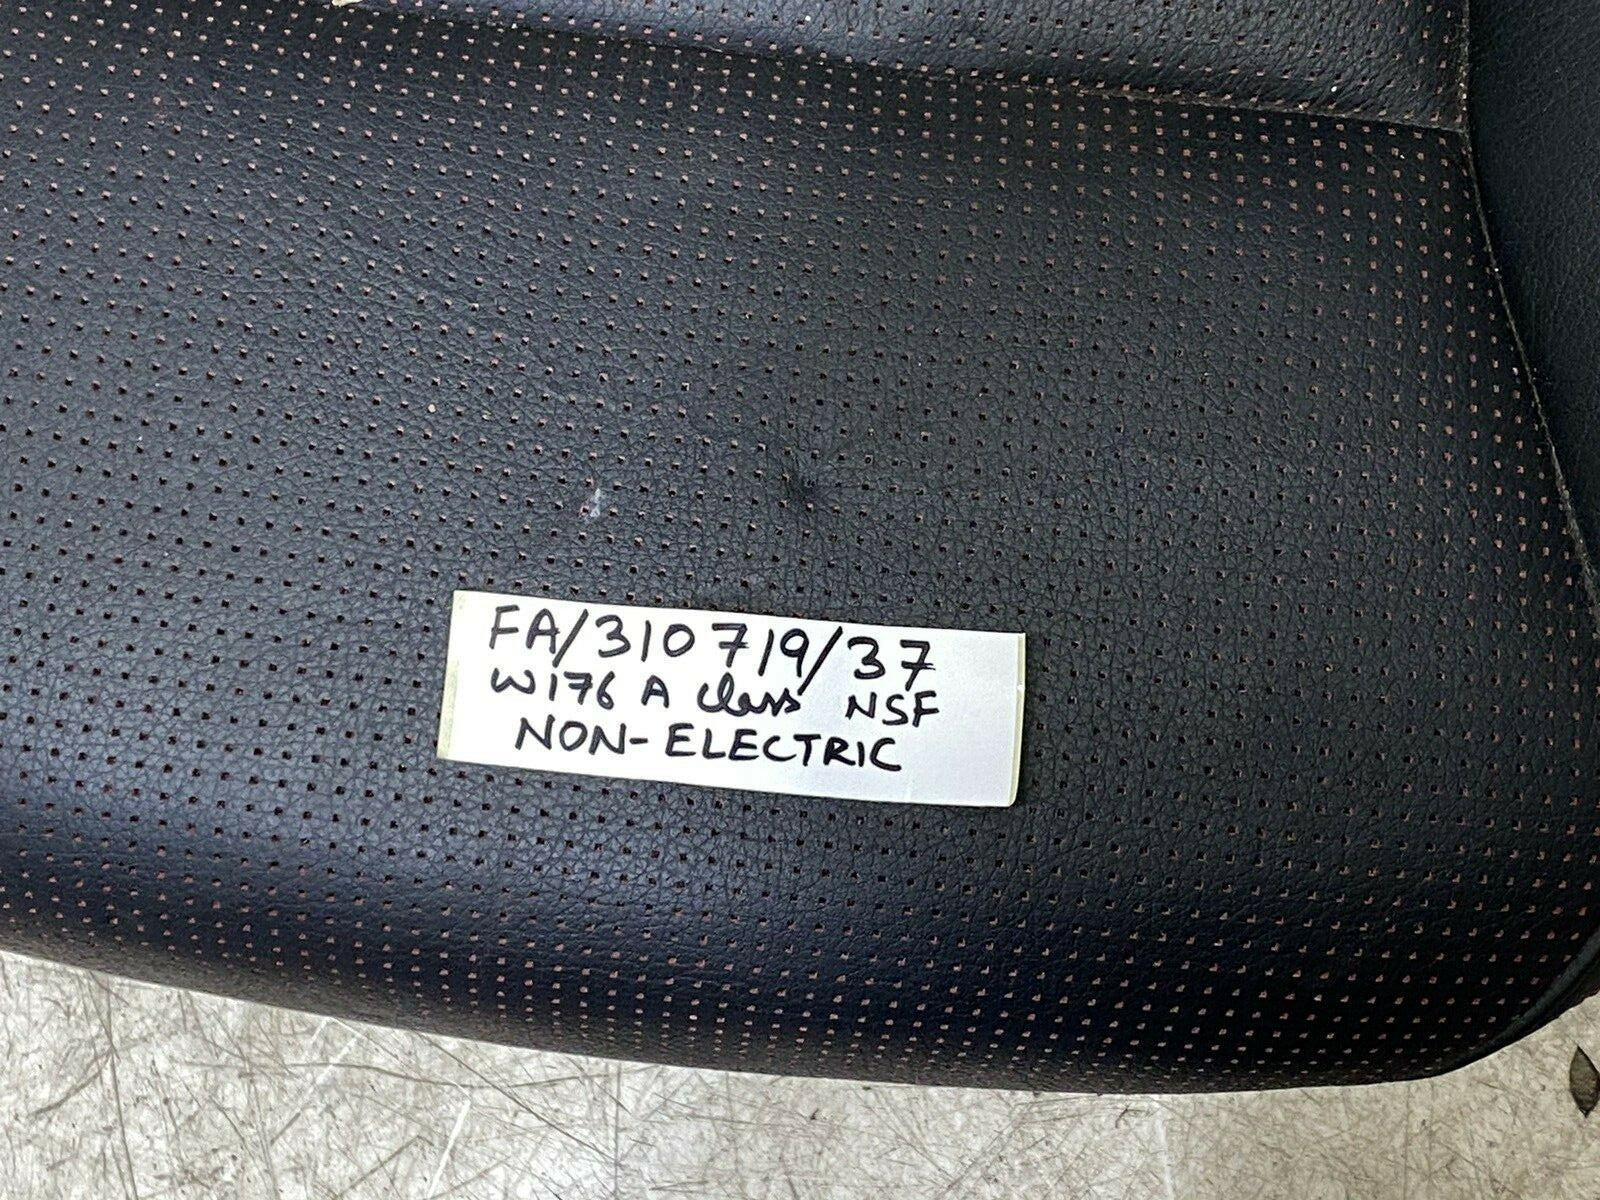 FA/310719/37
W176 A Class NSF
NON-ELECTRIC